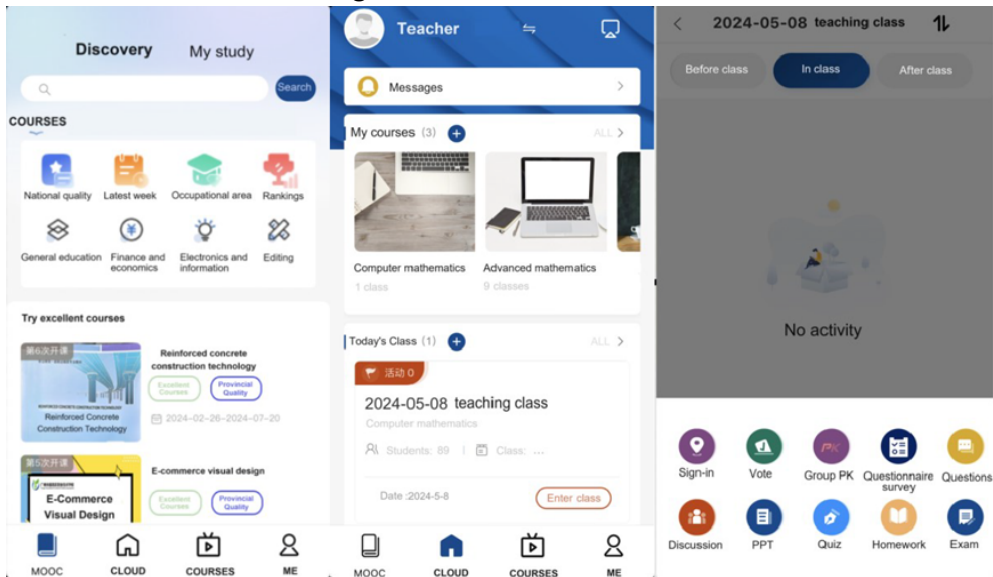 Discovery My study
Search
COURSES
National quality Latest week Occupational area Rankings
General education Finance and economics Electronics and information Editing
Try excellent courses
第6次开课
Reinforced Concrete
Construction Technology
Reinforced concrete
construction technology
Excellent Courses
Provincial Quality
2024-02-26-2024-07-20
第5次开课
E-Commerce
Visual Design
E-commerce visual design
Excellent Courses
Provincial Quality
MOOC CLOUD COURSES ME
Teacher
Messages
My courses (3) ALL
Computer mathematics Advanced mathematics
1 class 9 classes
Today's Class (1) ALL
活动 0
2024-05-08 teaching class
Computer mathematics
Students: 89 | Class: ...
Date :2024-5-8 Enter class
MOOC CLOUD COURSES ME
2024-05-08 teaching class
Before class In class After class
No activity
Sign-in Vote Group PK Questionnaire survey Questions
PK
Discussion PPT Quiz Homework Exam